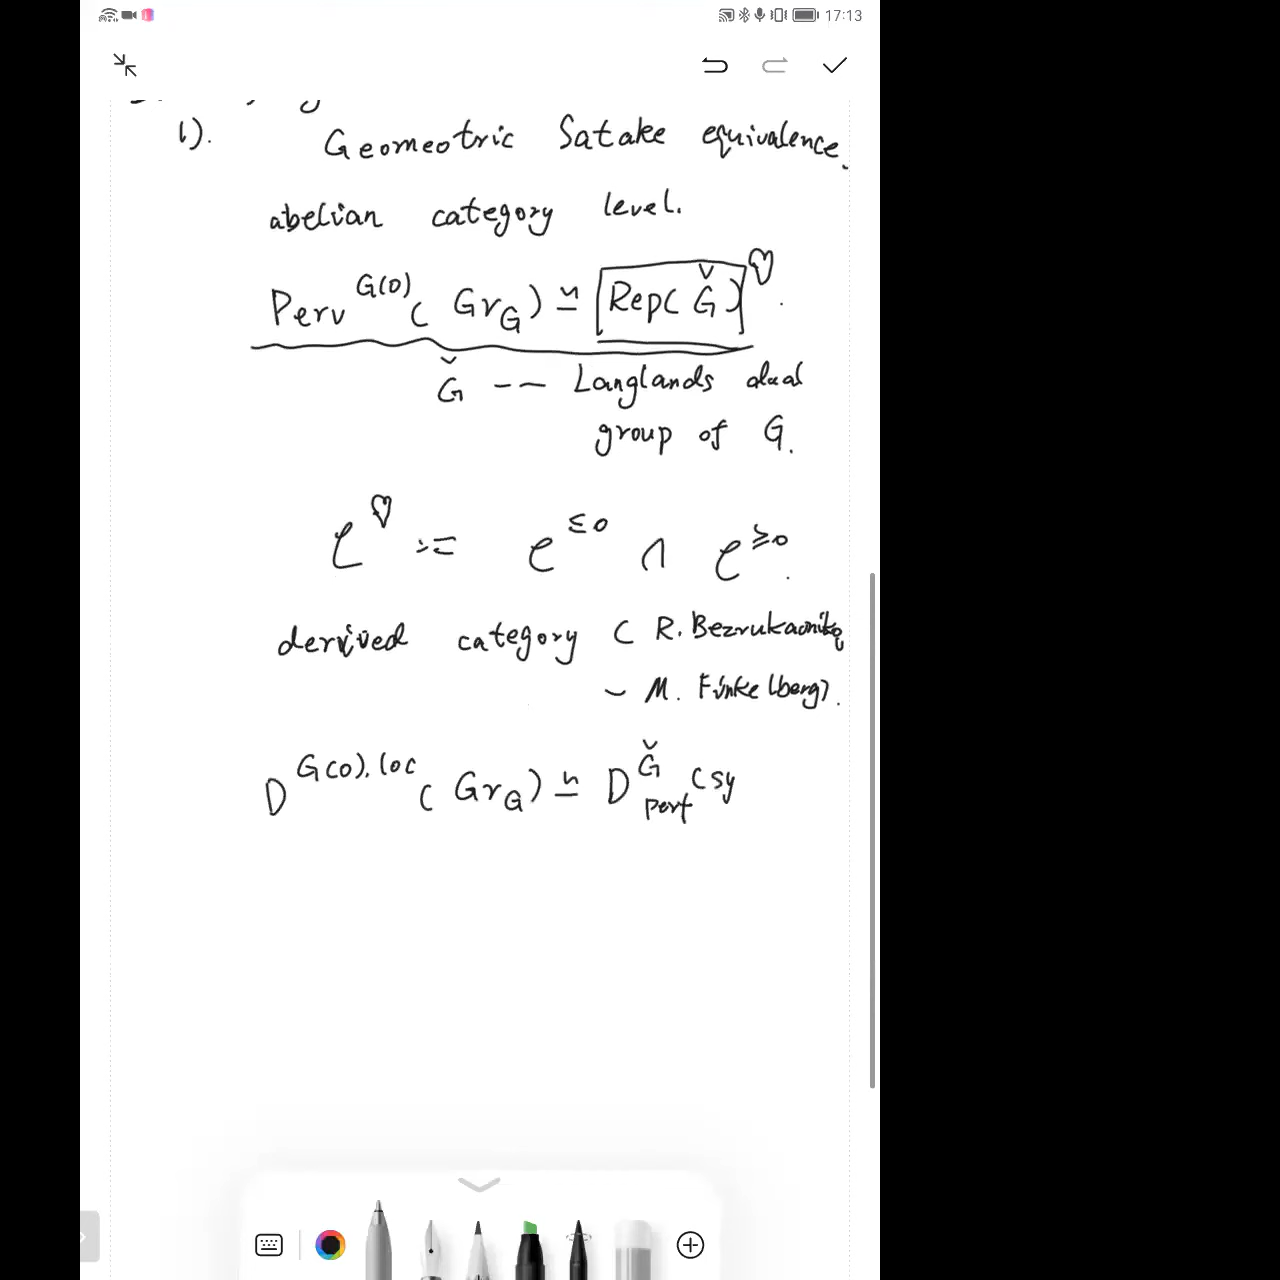 17:13
1). Geomeotric Satake equivalence.
abelian category level.
Perv^{G(O)}(Gr_G) ≃ [Rep(Ǧ)]^♡.
Ǧ -- Langlands dual
group of G.
C^♡ := C^{≤0} ∩ C^{≥0}.
derived category (R. Bezrukavnikov
- M. Finkelberg).
D^{G(O), loc}(Gr_G) ≃ D^{Ǧ}_{perf}(Sy